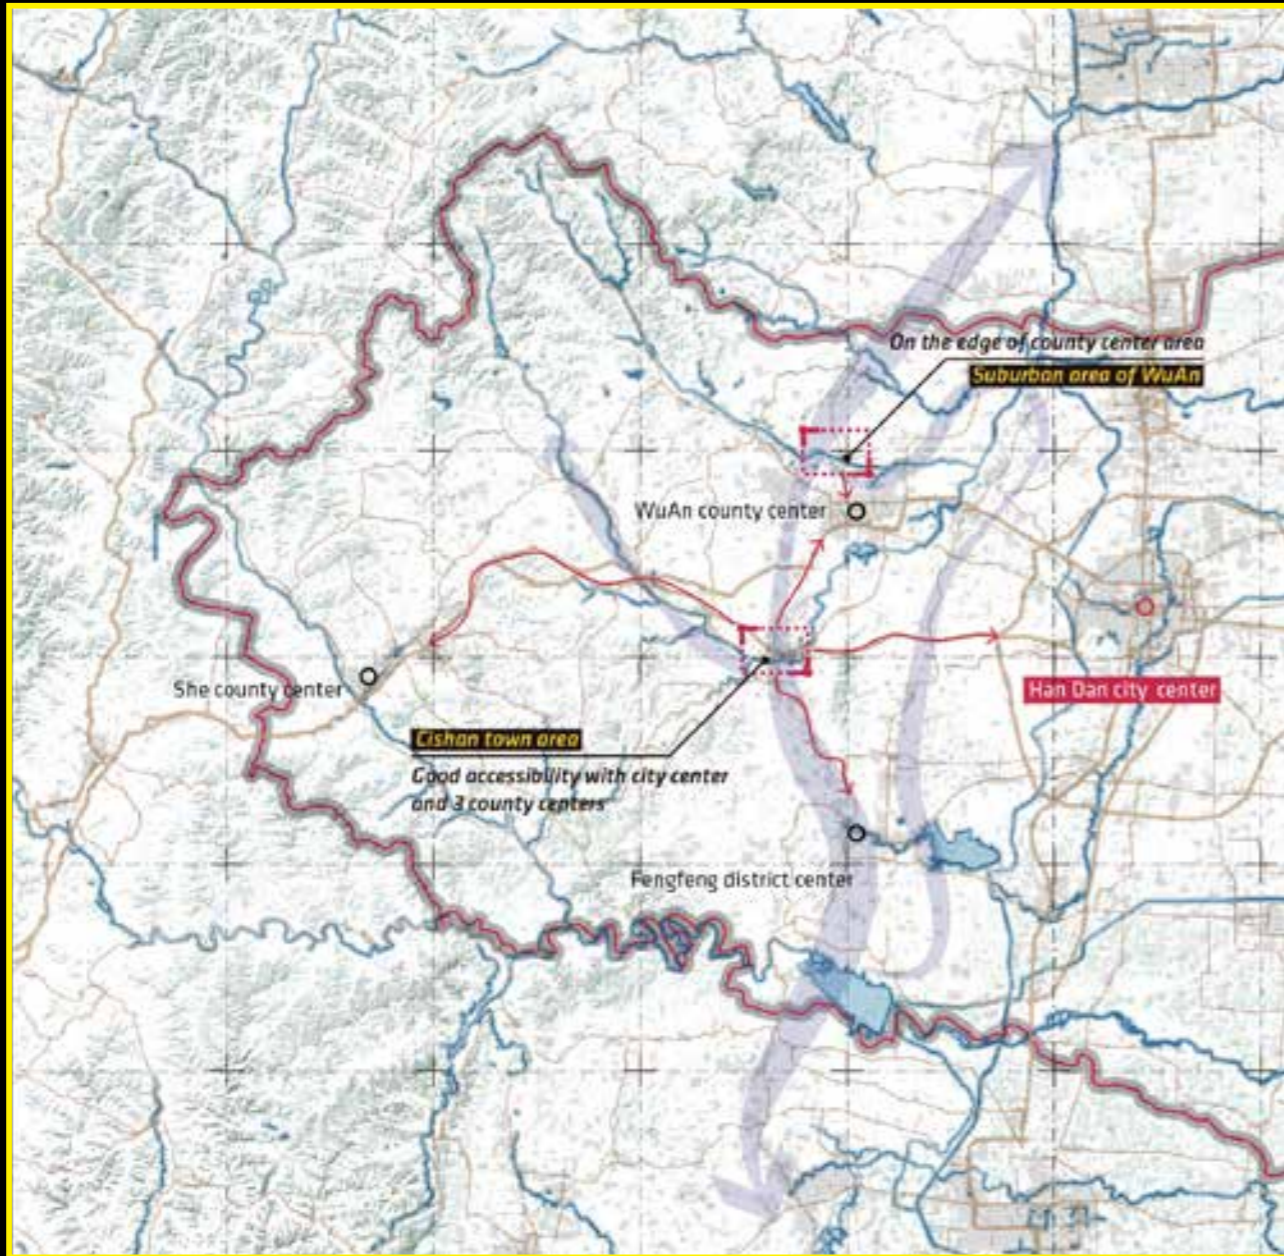 On the edge of county center area
Suburban area of WuAn
WuAn county center
She county center
Han Dan city center
Cishan town area
Good accessibility with city center
and 3 county centers
Fengfeng district center